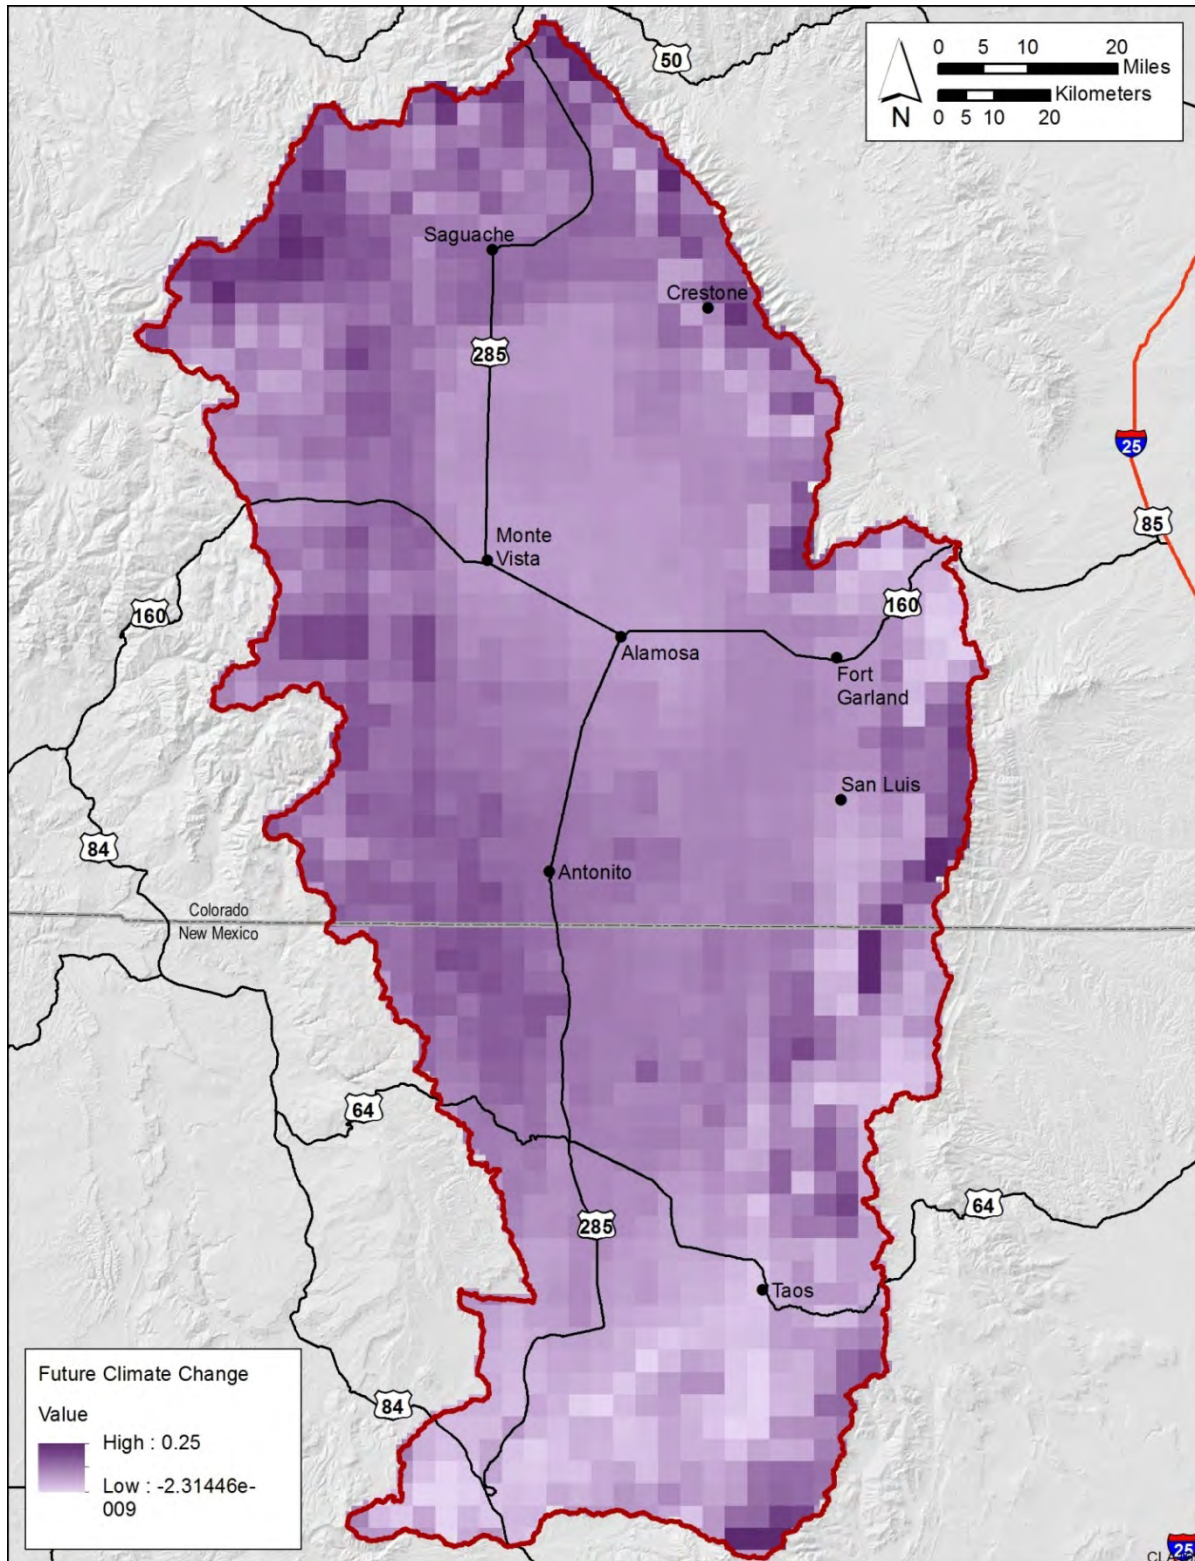 0 5 10 20
Miles
Kilometers
0 5 10 20
N
50
Saguache
Crestone
285
25
85
Monte
Vista
160
160
Alamosa
Fort
Garland
San Luis
84
Antonito
Colorado
New Mexico
64
64
285
Taos
Future Climate Change
Value
High : 0.25
Low : -2.31446e-
009
84
25